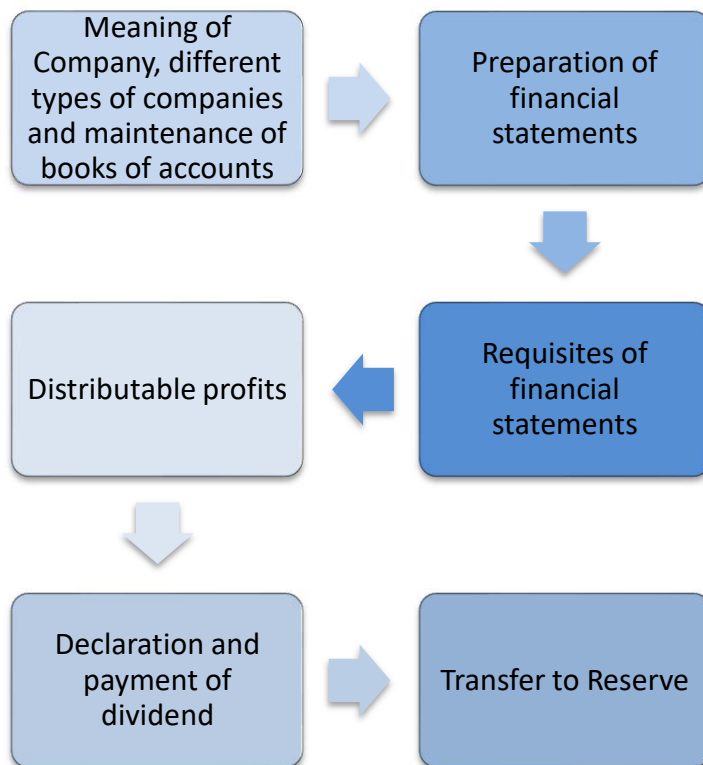 Meaning of
Company, different
types of companies
and maintenance of
books of accounts
Preparation of
financial
statements
Requisites of
financial
statements
Distributable profits
Declaration and
payment of
dividend
Transfer to Reserve